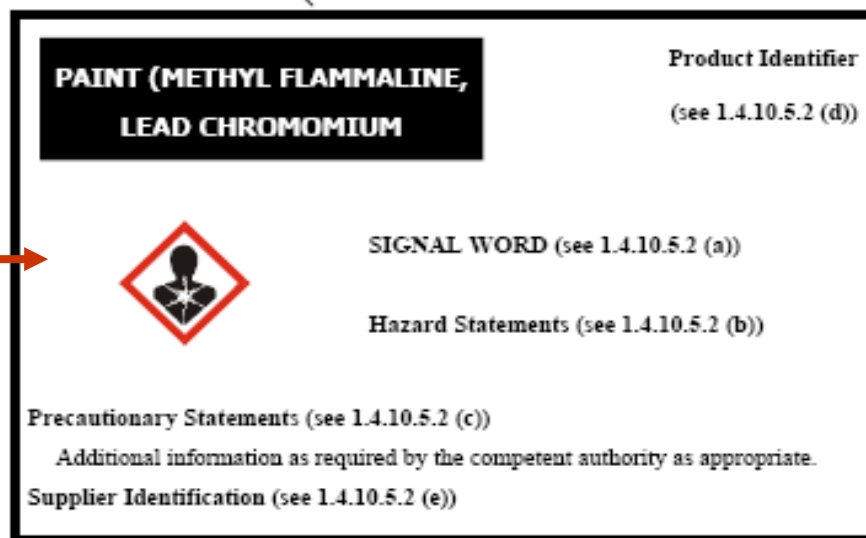 PAINT (METHYL FLAMMALINE,
LEAD CHROMOMIUM
Product Identifier
(see 1.4.10.5.2 (d))
SIGNAL WORD (see 1.4.10.5.2 (a))
Hazard Statements (see 1.4.10.5.2 (b))
Precautionary Statements (see 1.4.10.5.2 (c))
Additional information as required by the competent authority as appropriate.
Supplier Identification (see 1.4.10.5.2 (e))